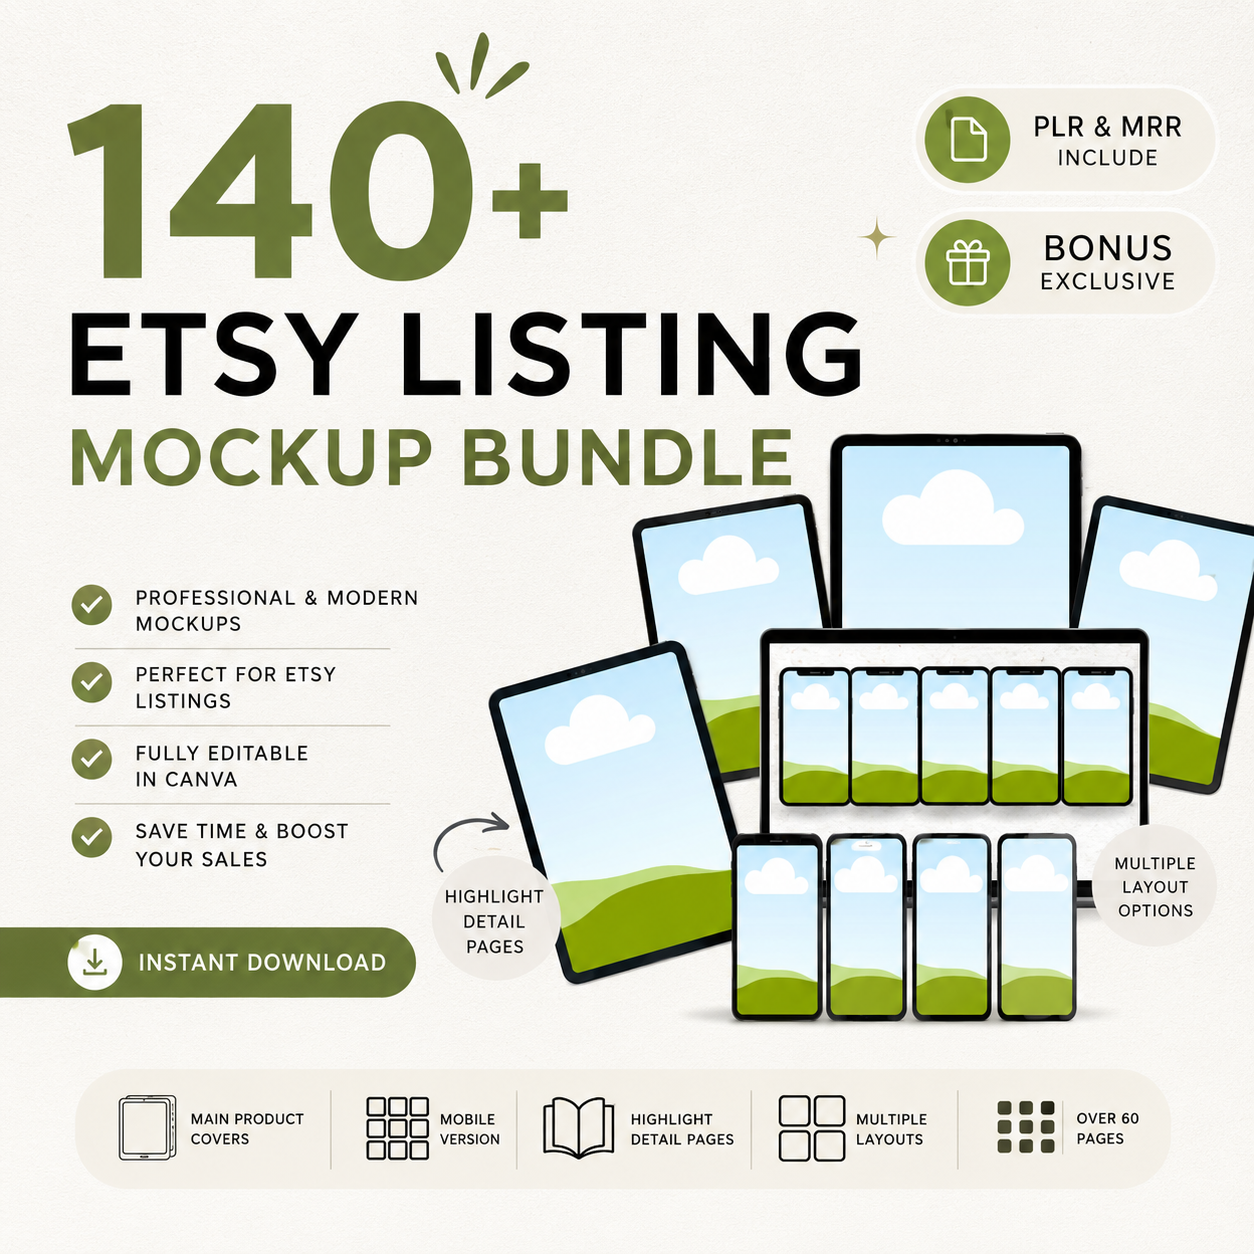 140+
ETSY LISTING
MOCKUP BUNDLE
PLR & MRR
INCLUDE
BONUS
EXCLUSIVE
PROFESSIONAL & MODERN
MOCKUPS
PERFECT FOR ETSY
LISTINGS
FULLY EDITABLE
IN CANVA
SAVE TIME & BOOST
YOUR SALES
INSTANT DOWNLOAD
HIGHLIGHT
DETAIL
PAGES
MULTIPLE
LAYOUT
OPTIONS
MAIN PRODUCT
COVERS
MOBILE
VERSION
HIGHLIGHT
DETAIL PAGES
MULTIPLE
LAYOUTS
OVER 60
PAGES